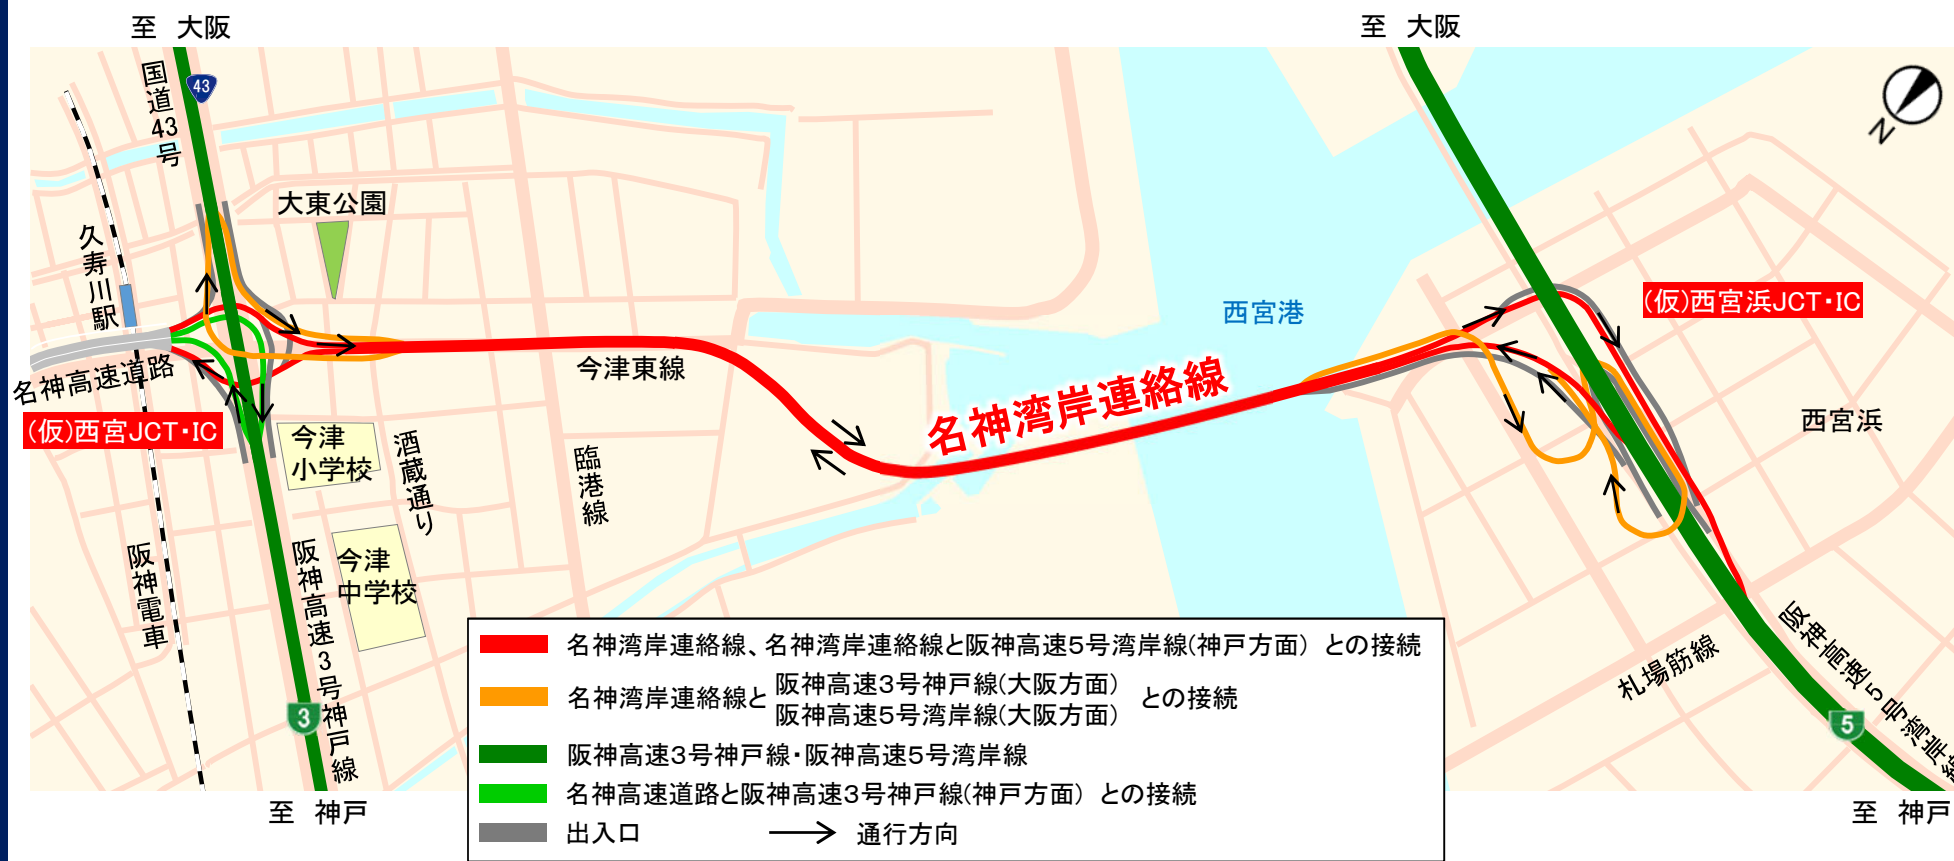 至 大阪
至 大阪
国道43号
43
N
大東公園
久寿川駅
西宮港
(仮)西宮浜JCT・IC
名神高速道路
今津東線
名神湾岸連絡線
西宮浜
(仮)西宮JCT・IC
今津
小学校
酒蔵通り
臨港線
阪神電車
阪神高速3号神戸線
今津
中学校
3
札場筋線
阪神高速5号湾岸線
5
至 神戸
至 神戸
名神湾岸連絡線、名神湾岸連絡線と阪神高速5号湾岸線(神戸方面) との接続
名神湾岸連絡線と 阪神高速3号神戸線(大阪方面) との接続
阪神高速5号湾岸線(大阪方面)
阪神高速3号神戸線・阪神高速5号湾岸線
名神高速道路と阪神高速3号神戸線(神戸方面) との接続
出入口
通行方向